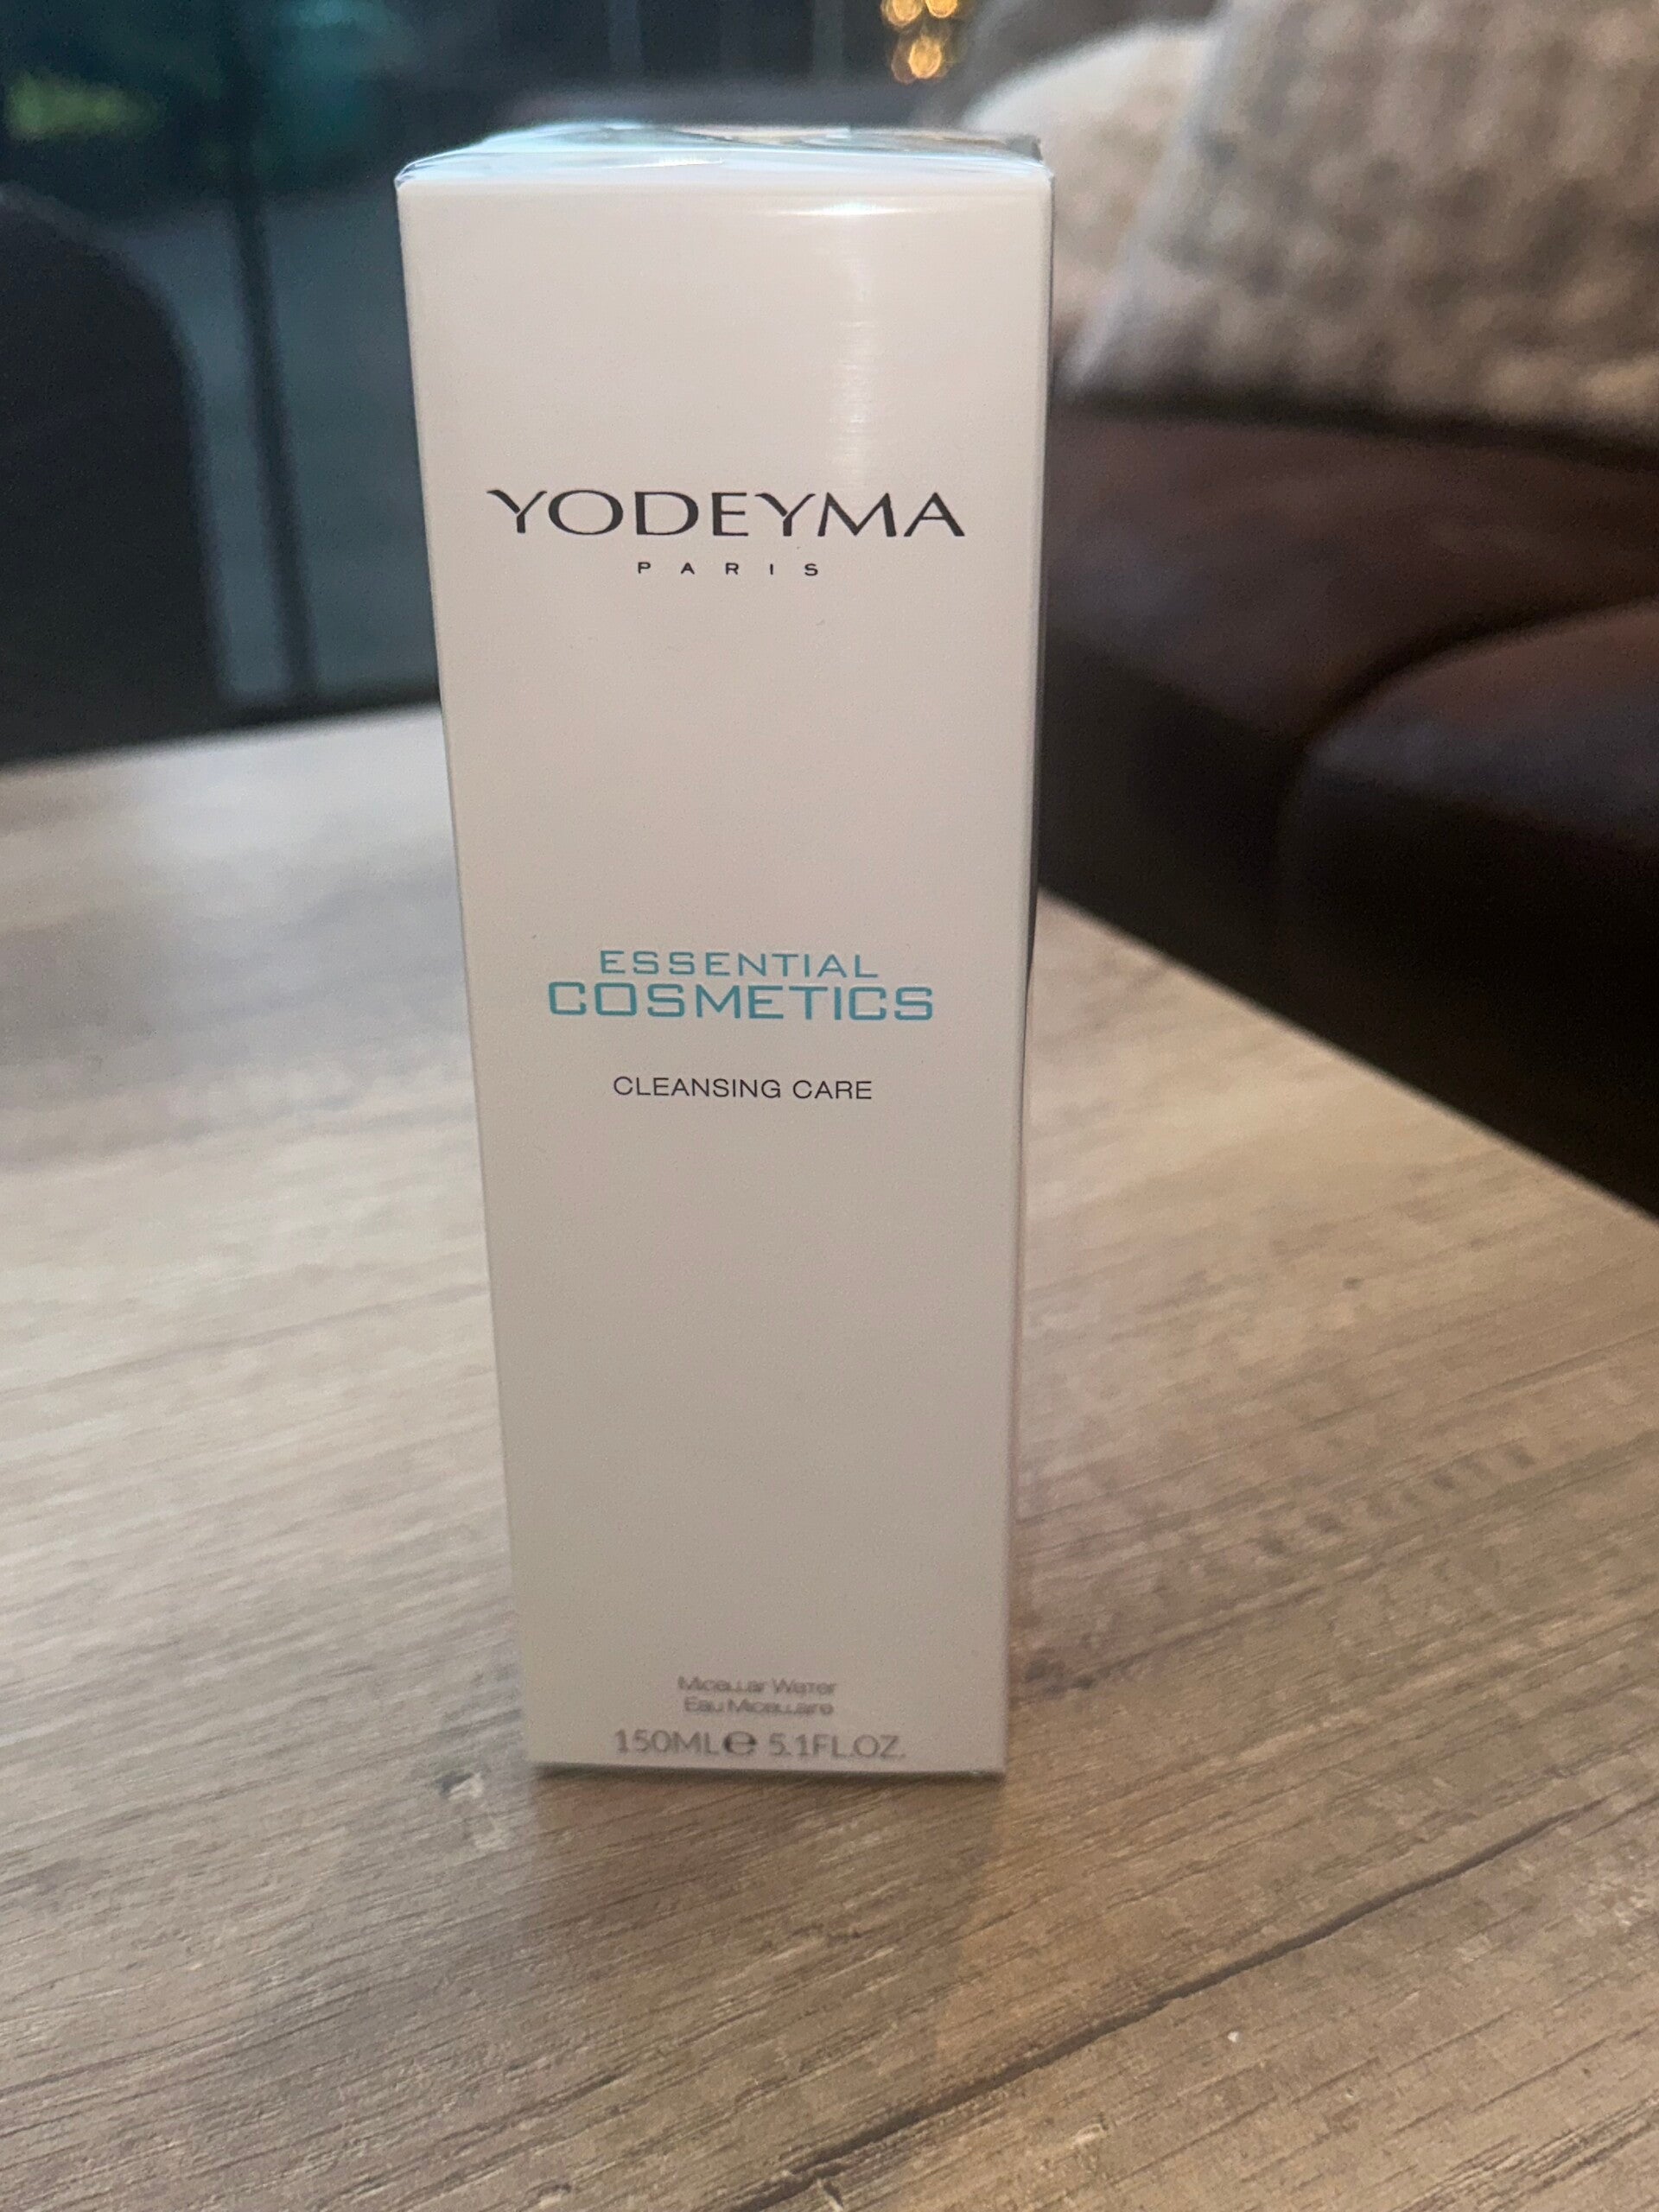 YODEYMA
PARIS
ESSENTIAL
COSMETICS
CLEANSING CARE
Micellar Water
Eau Micellaire
150ML℮ 5.1FL.OZ.